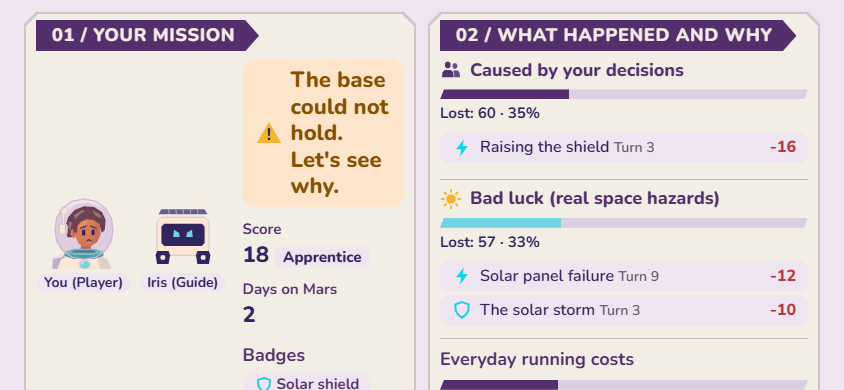 01 / YOUR MISSION
The base
could not
hold.
Let's see
why.
You (Player)
Iris (Guide)
Score
18 Apprentice
Days on Mars
2
Badges
Solar shield
02 / WHAT HAPPENED AND WHY
Caused by your decisions
Lost: 60 · 35%
Raising the shield Turn 3 -16
Bad luck (real space hazards)
Lost: 57 · 33%
Solar panel failure Turn 9 -12
The solar storm Turn 3 -10
Everyday running costs